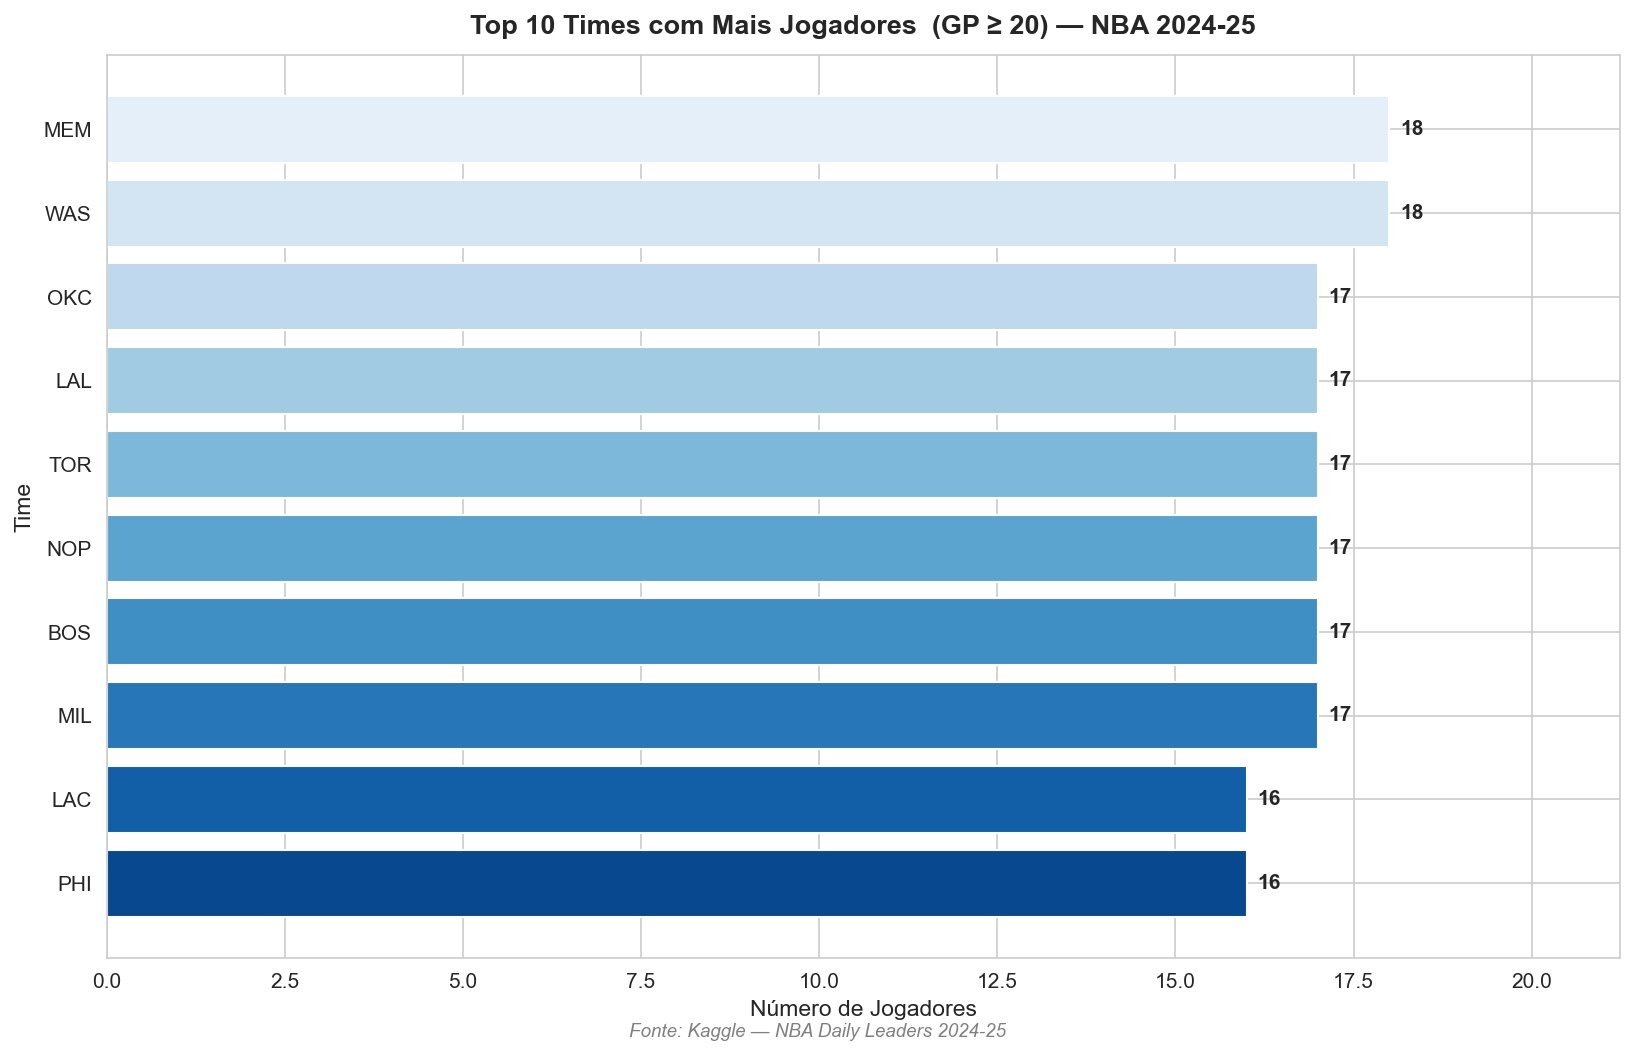 Top 10 Times com Mais Jogadores  (GP ≥ 20) — NBA 2024-25
Time
MEM 18
WAS 18
OKC 17
LAL 17
TOR 17
NOP 17
BOS 17
MIL 17
LAC 16
PHI 16
0.0 2.5 5.0 7.5 10.0 12.5 15.0 17.5 20.0
Número de Jogadores
Fonte: Kaggle — NBA Daily Leaders 2024-25